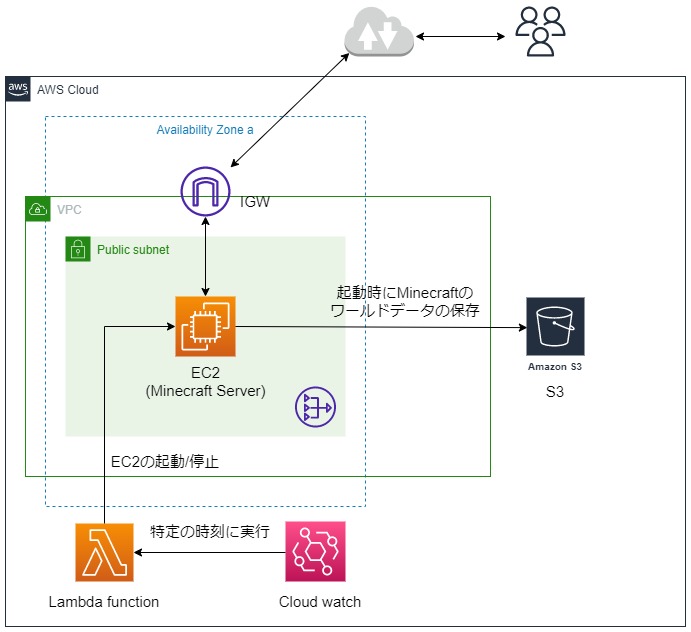 aws
AWS Cloud
Availability Zone a
IGW
VPC
Public subnet
起動時にMinecraftの
ワールドデータの保存
EC2
(Minecraft Server)
Amazon S3
S3
EC2の起動/停止
特定の時刻に実行
Lambda function
Cloud watch